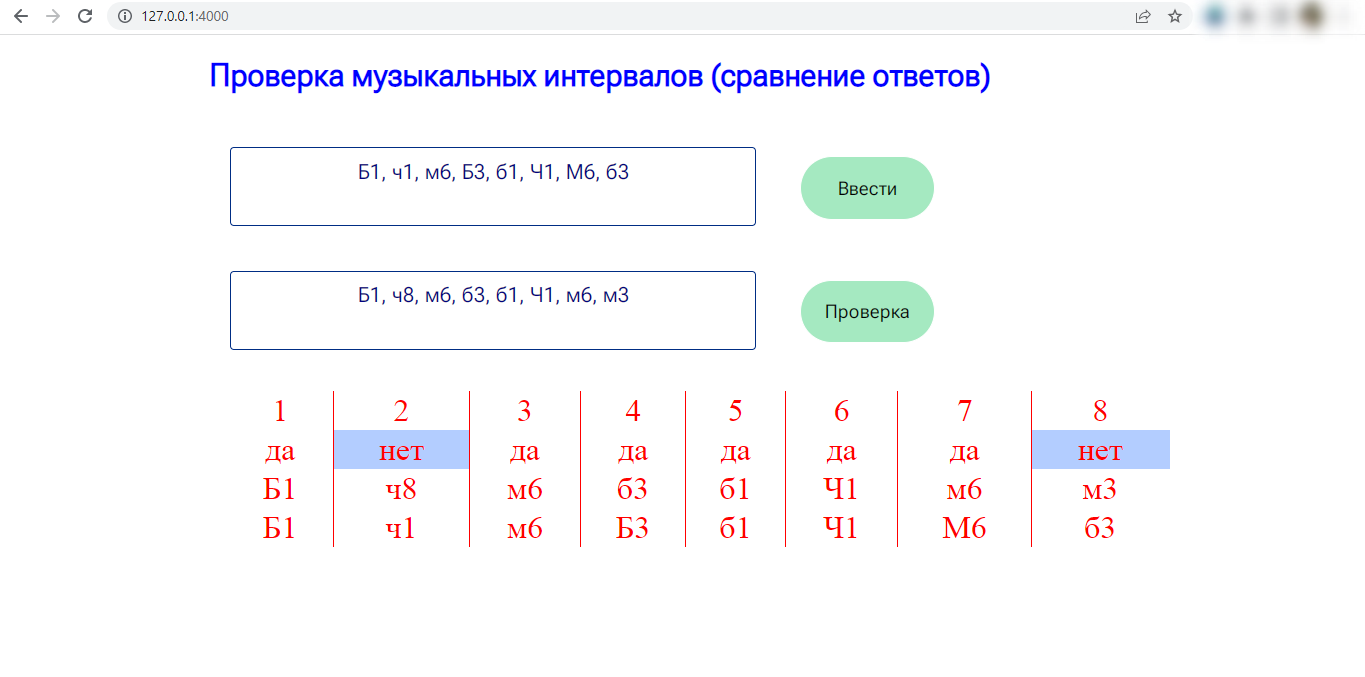 127.0.0.1:4000
Проверка музыкальных интервалов (сравнение ответов)
Б1, ч1, м6, Б3, б1, Ч1, М6, б3
Ввести
Б1, ч8, м6, б3, б1, Ч1, м6, м3
Проверка
1 2 3 4 5 6 7 8
да нет да да да да да нет
Б1 ч8 м6 б3 б1 Ч1 м6 м3
Б1 ч1 м6 Б3 б1 Ч1 М6 б3